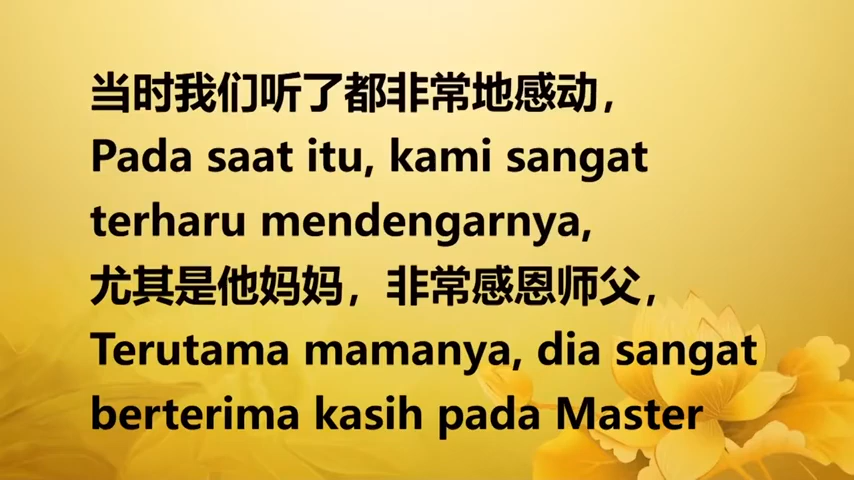 当时我们听了都非常地感动，
Pada saat itu, kami sangat
terharu mendengarnya,
尤其是他妈妈，非常感恩师父，
Terutama mamanya, dia sangat
berterima kasih pada Master